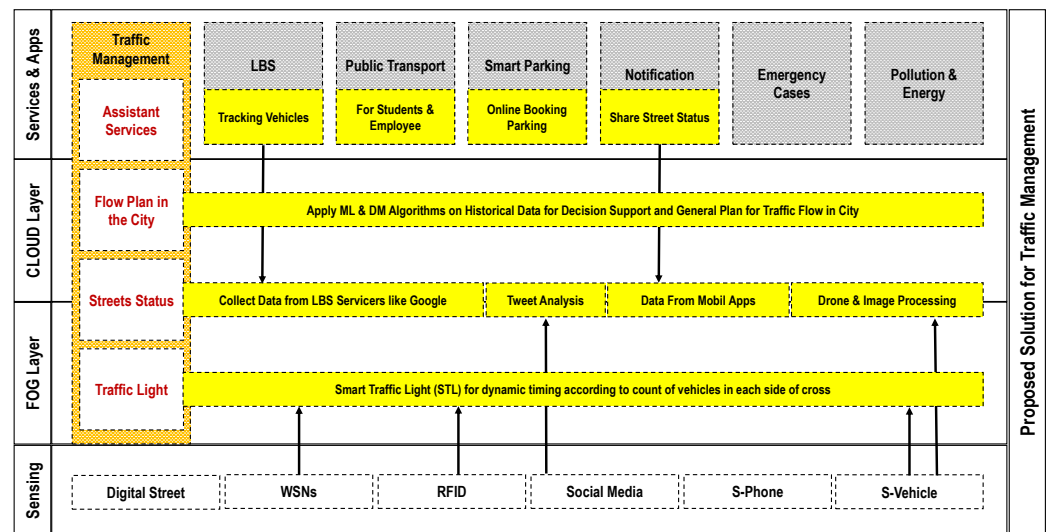 Services & Apps
Traffic
Management
LBS
Public Transport
Smart Parking
Notification
Emergency
Cases
Pollution &
Energy
Assistant
Services
Tracking Vehicles
For Students &
Employee
Online Booking
Parking
Share Street Status
CLOUD Layer
Flow Plan in
the City
Apply ML & DM Algorithms on Historical Data for Decision Support and General Plan for Traffic Flow in City
Streets Status
Collect Data from LBS Servicers like Google
Tweet Analysis
Data From Mobil Apps
Drone & Image Processing
FOG Layer
Traffic Light
Smart Traffic Light (STL) for dynamic timing according to count of vehicles in each side of cross
Sensing
Digital Street
WSNs
RFID
Social Media
S-Phone
S-Vehicle
Proposed Solution for Traffic Management